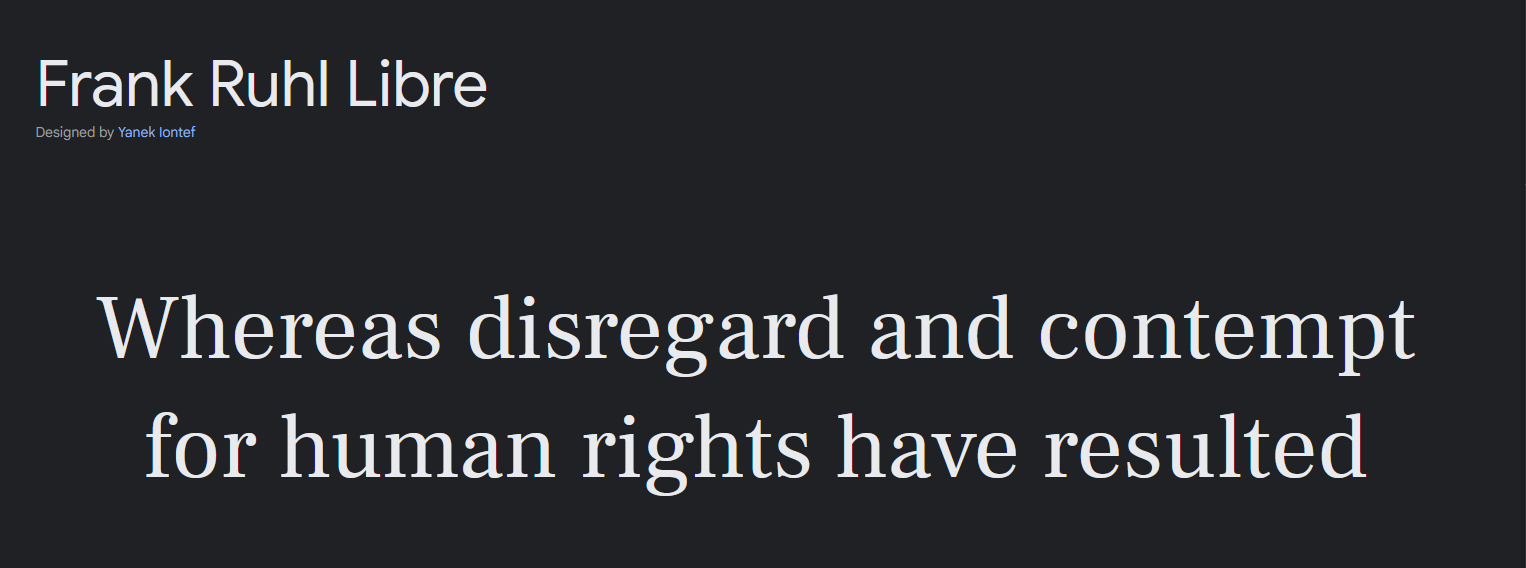 Frank Ruhl Libre
Designed by Yanek Iontef
Whereas disregard and contempt
for human rights have resulted